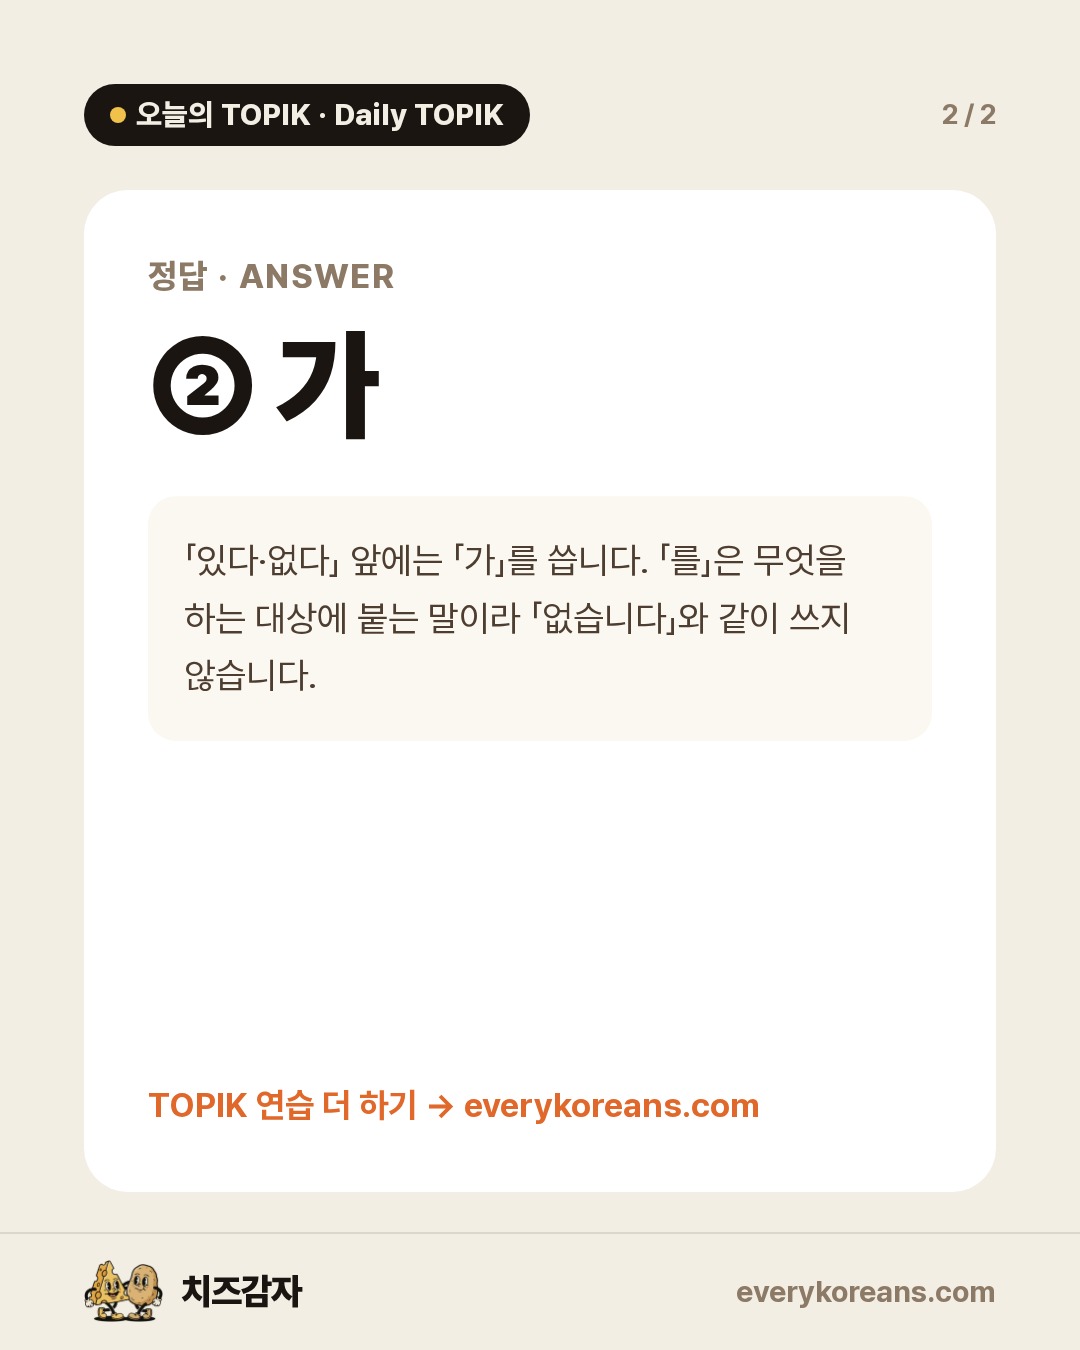 오늘의 TOPIK · Daily TOPIK
2 / 2
정답 · ANSWER
② 가
「있다·없다」 앞에는 「가」를 씁니다. 「를」은 무엇을
하는 대상에 붙는 말이라 「없습니다」와 같이 쓰지
않습니다.
TOPIK 연습 더 하기 → everykoreans.com
치즈감자
everykoreans.com